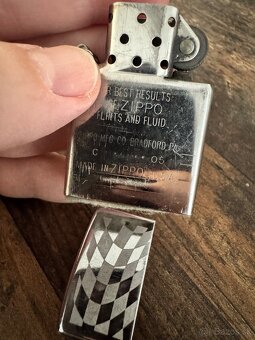 R BEST RESULTS
ZIPPO
FLINTS AND FLUID
MFG. CO. BRADFORD, PA.
C 05
MADE IN